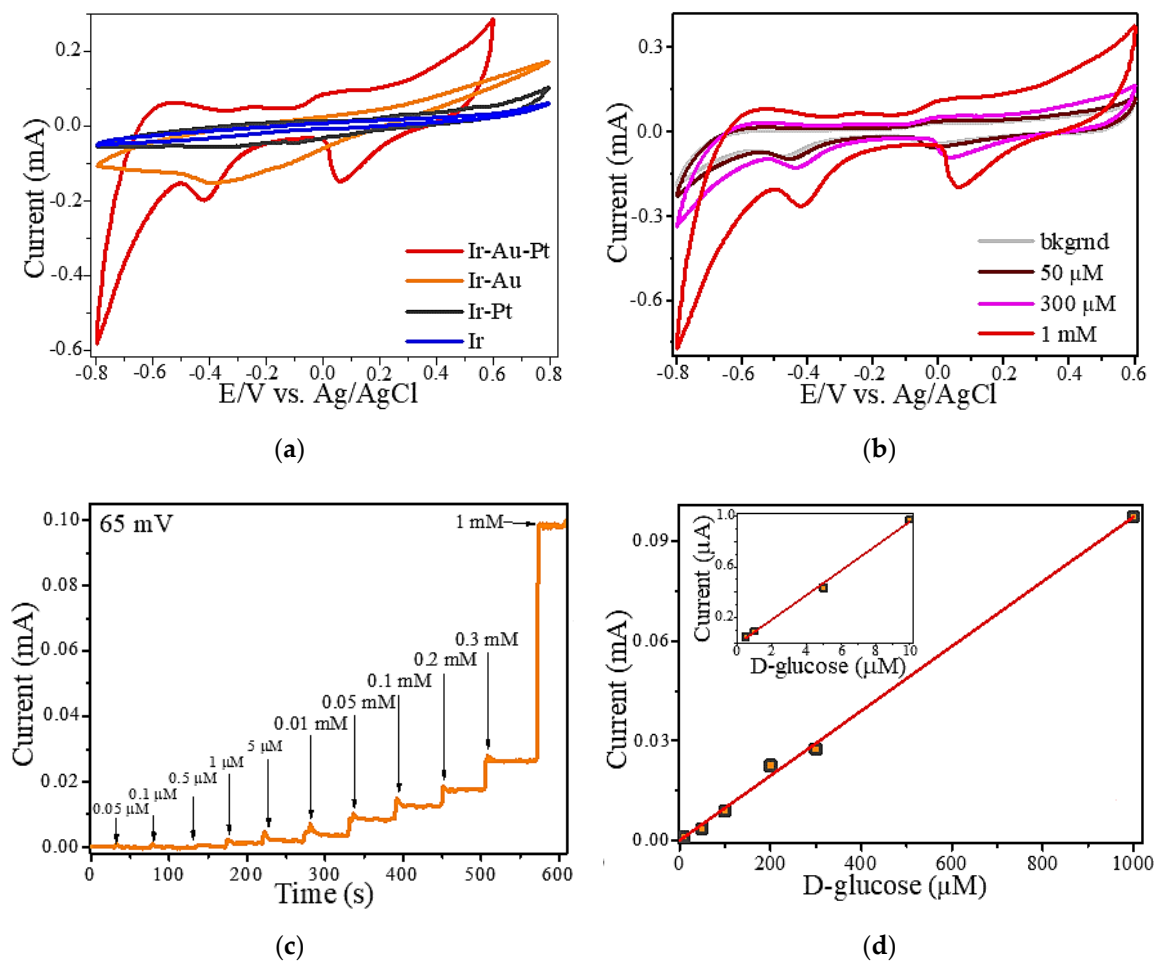 0.2
0.0
-0.2
-0.4
-0.6
Current (mA)
Ir-Au-Pt
Ir-Au
Ir-Pt
Ir
-0.8 -0.6 -0.4 -0.2 0.0 0.2 0.4 0.6 0.8
E/V vs. Ag/AgCl
(a)
0.3
0.0
-0.3
-0.6
Current (mA)
bkgrnd
50 μM
300 μM
1 mM
-0.8 -0.6 -0.4 -0.2 0.0 0.2 0.4 0.6
E/V vs. Ag/AgCl
(b)
65 mV
0.10
0.08
0.06
0.04
0.02
0.00
Current (mA)
0.05 μM
0.1 μM
0.5 μM
1 μM
5 μM
0.01 mM
0.05 mM
0.1 mM
0.2 mM
0.3 mM
1 mM
0 100 200 300 400 500 600
Time (s)
(c)
0.09
0.06
0.03
0.00
Current (mA)
1.0
0.6
0.2
Current (μA)
0 2 4 6 8 10
D-glucose (μM)
0 200 400 600 800 1000
D-glucose (μM)
(d)